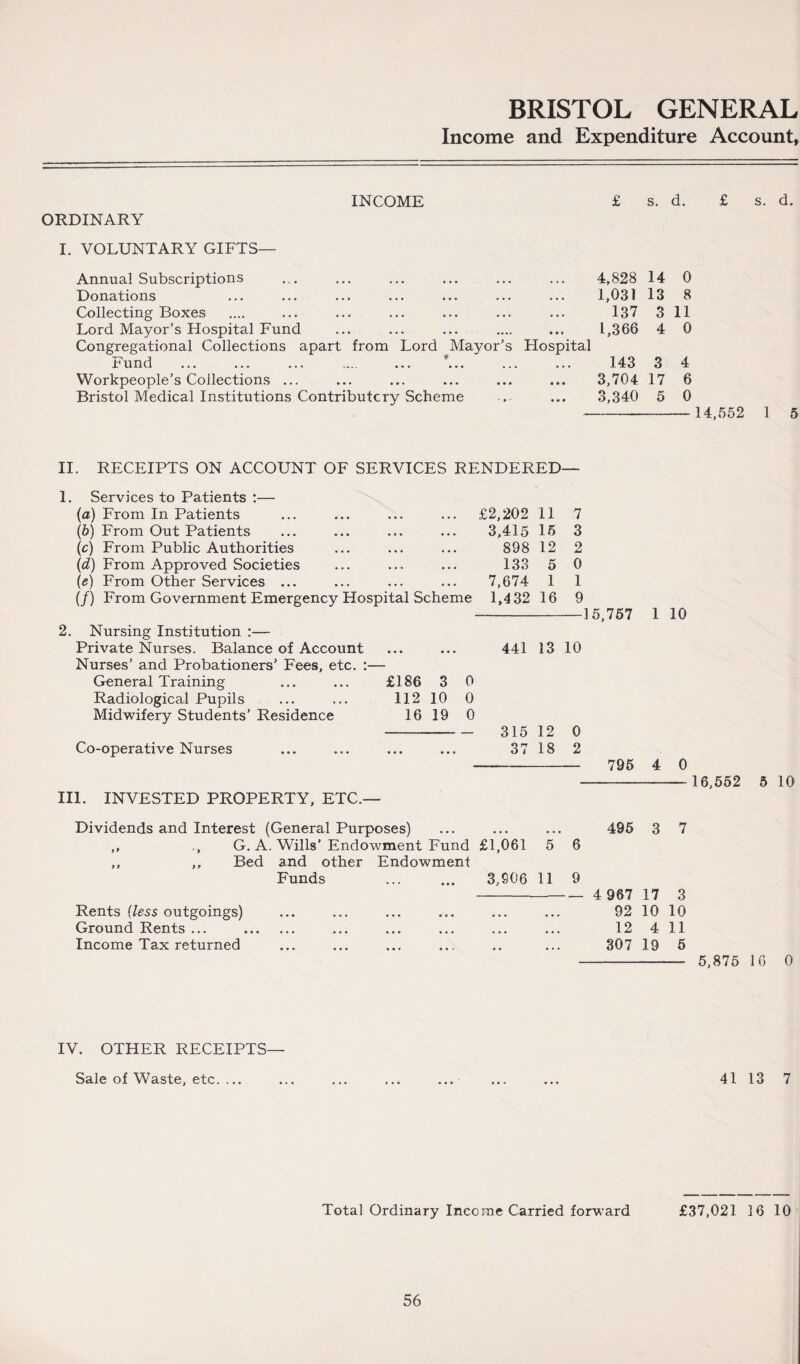 BRISTOL GENERAL
Income and Expenditure Account,
INCOME £ s. d. £ s. d.
ORDINARY
I. VOLUNTARY GIFTS—
Annual Subscriptions ... ... ... ... ... ... 4,828 14 0
Donations ... ... ... ... ... ... ... 1,031 13 8
Collecting Boxes .... ... ... ... ... ... ... 137 3 11
Lord Mayor's Hospital Fund ... ... ... .... ... 1,366 4 0
Congregational Collections apart from Lord Mayor's Hospital
Fund ... ... ... .... ... ... ... ... 143 3 4
Workpeople's Collections ... ... ... ... ... ... 3,704 17 6
Bristol Medical Institutions Contributory Scheme . ... 3,340 5 0
14,552 1 5
II. RECEIPTS ON ACCOUNT OF SERVICES RENDERED—
1. Services to Patients :—
(a) From In Patients ... ... ... ... £2,202 11 7
(b) From Out Patients ... ... ... ... 3,415 15 3
(c) From Public Authorities ... ... ... 898 12 2
(d) From Approved Societies ... ... ... 133 5 0
(e) From Other Services ... ... ... ... 7,674 1 1
(f) From Government Emergency Hospital Scheme 1,432 16 9
15,757 1 10
2. Nursing Institution :—
Private Nurses. Balance of Account ... ... 441 13 10
Nurses' and Probationers' Fees, etc. :—
General Training ... ... £186 3 0
Radiological Pupils ... ... 112 10 0
Midwifery Students' Residence 16 19 0
315 12 0
Co-operative Nurses ... ... ... ... 37 18 2
795 4 0
16,552 5 10
III. INVESTED PROPERTY, ETC.—
Dividends and Interest (General Purposes) ... ... ... 495 3 7
,, ., G. A. Wills' Endowment Fund £1,061 5 6
,, ,, Bed and other Endowment
Funds ... ... 3,906 11 9
4 967 17 3
Rents (less outgoings) ... ... ... ... ... ... 92 10 10
Ground Rents ... ... ... ... ... ... ... ... 12 4 11
Income Tax returned ... ... ... ... .. ... 307 19 5
5,875 16 0
IV. OTHER RECEIPTS—
Sale of Waste, etc. ... ... ... ... ... ... ... 41 13 7
Total Ordinary Income Carried forward £37,021 16 10
56